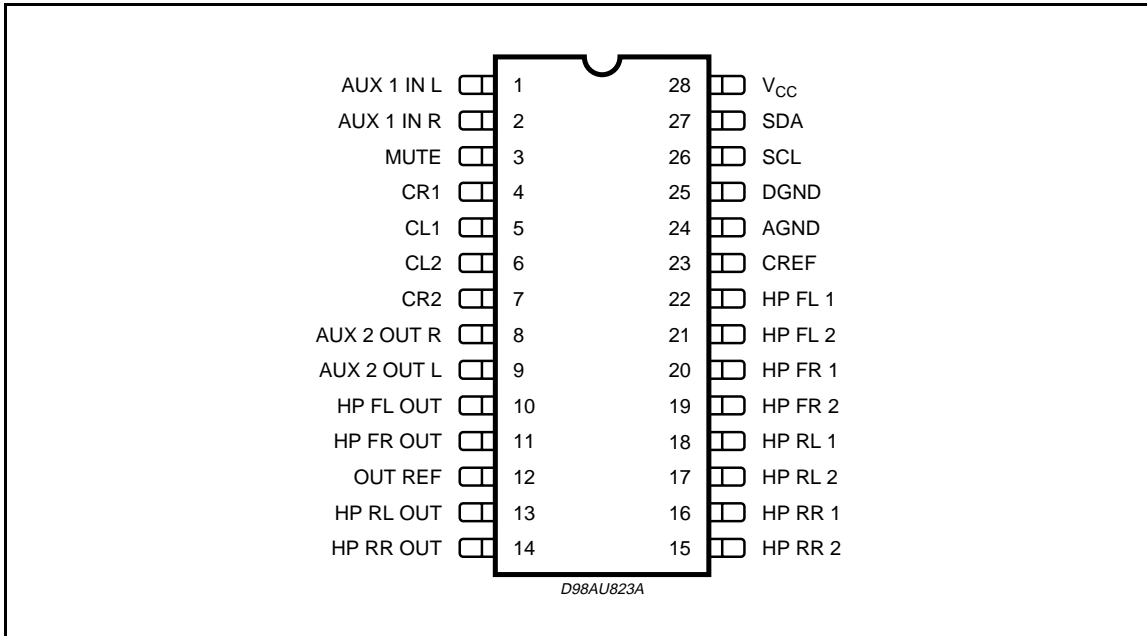 AUX 1 IN L 1 28 VCC
AUX 1 IN R 2 27 SDA
MUTE 3 26 SCL
CR1 4 25 DGND
CL1 5 24 AGND
CL2 6 23 CREF
CR2 7 22 HP FL 1
AUX 2 OUT R 8 21 HP FL 2
AUX 2 OUT L 9 20 HP FR 1
HP FL OUT 10 19 HP FR 2
HP FR OUT 11 18 HP RL 1
OUT REF 12 17 HP RL 2
HP RL OUT 13 16 HP RR 1
HP RR OUT 14 15 HP RR 2
D98AU823A